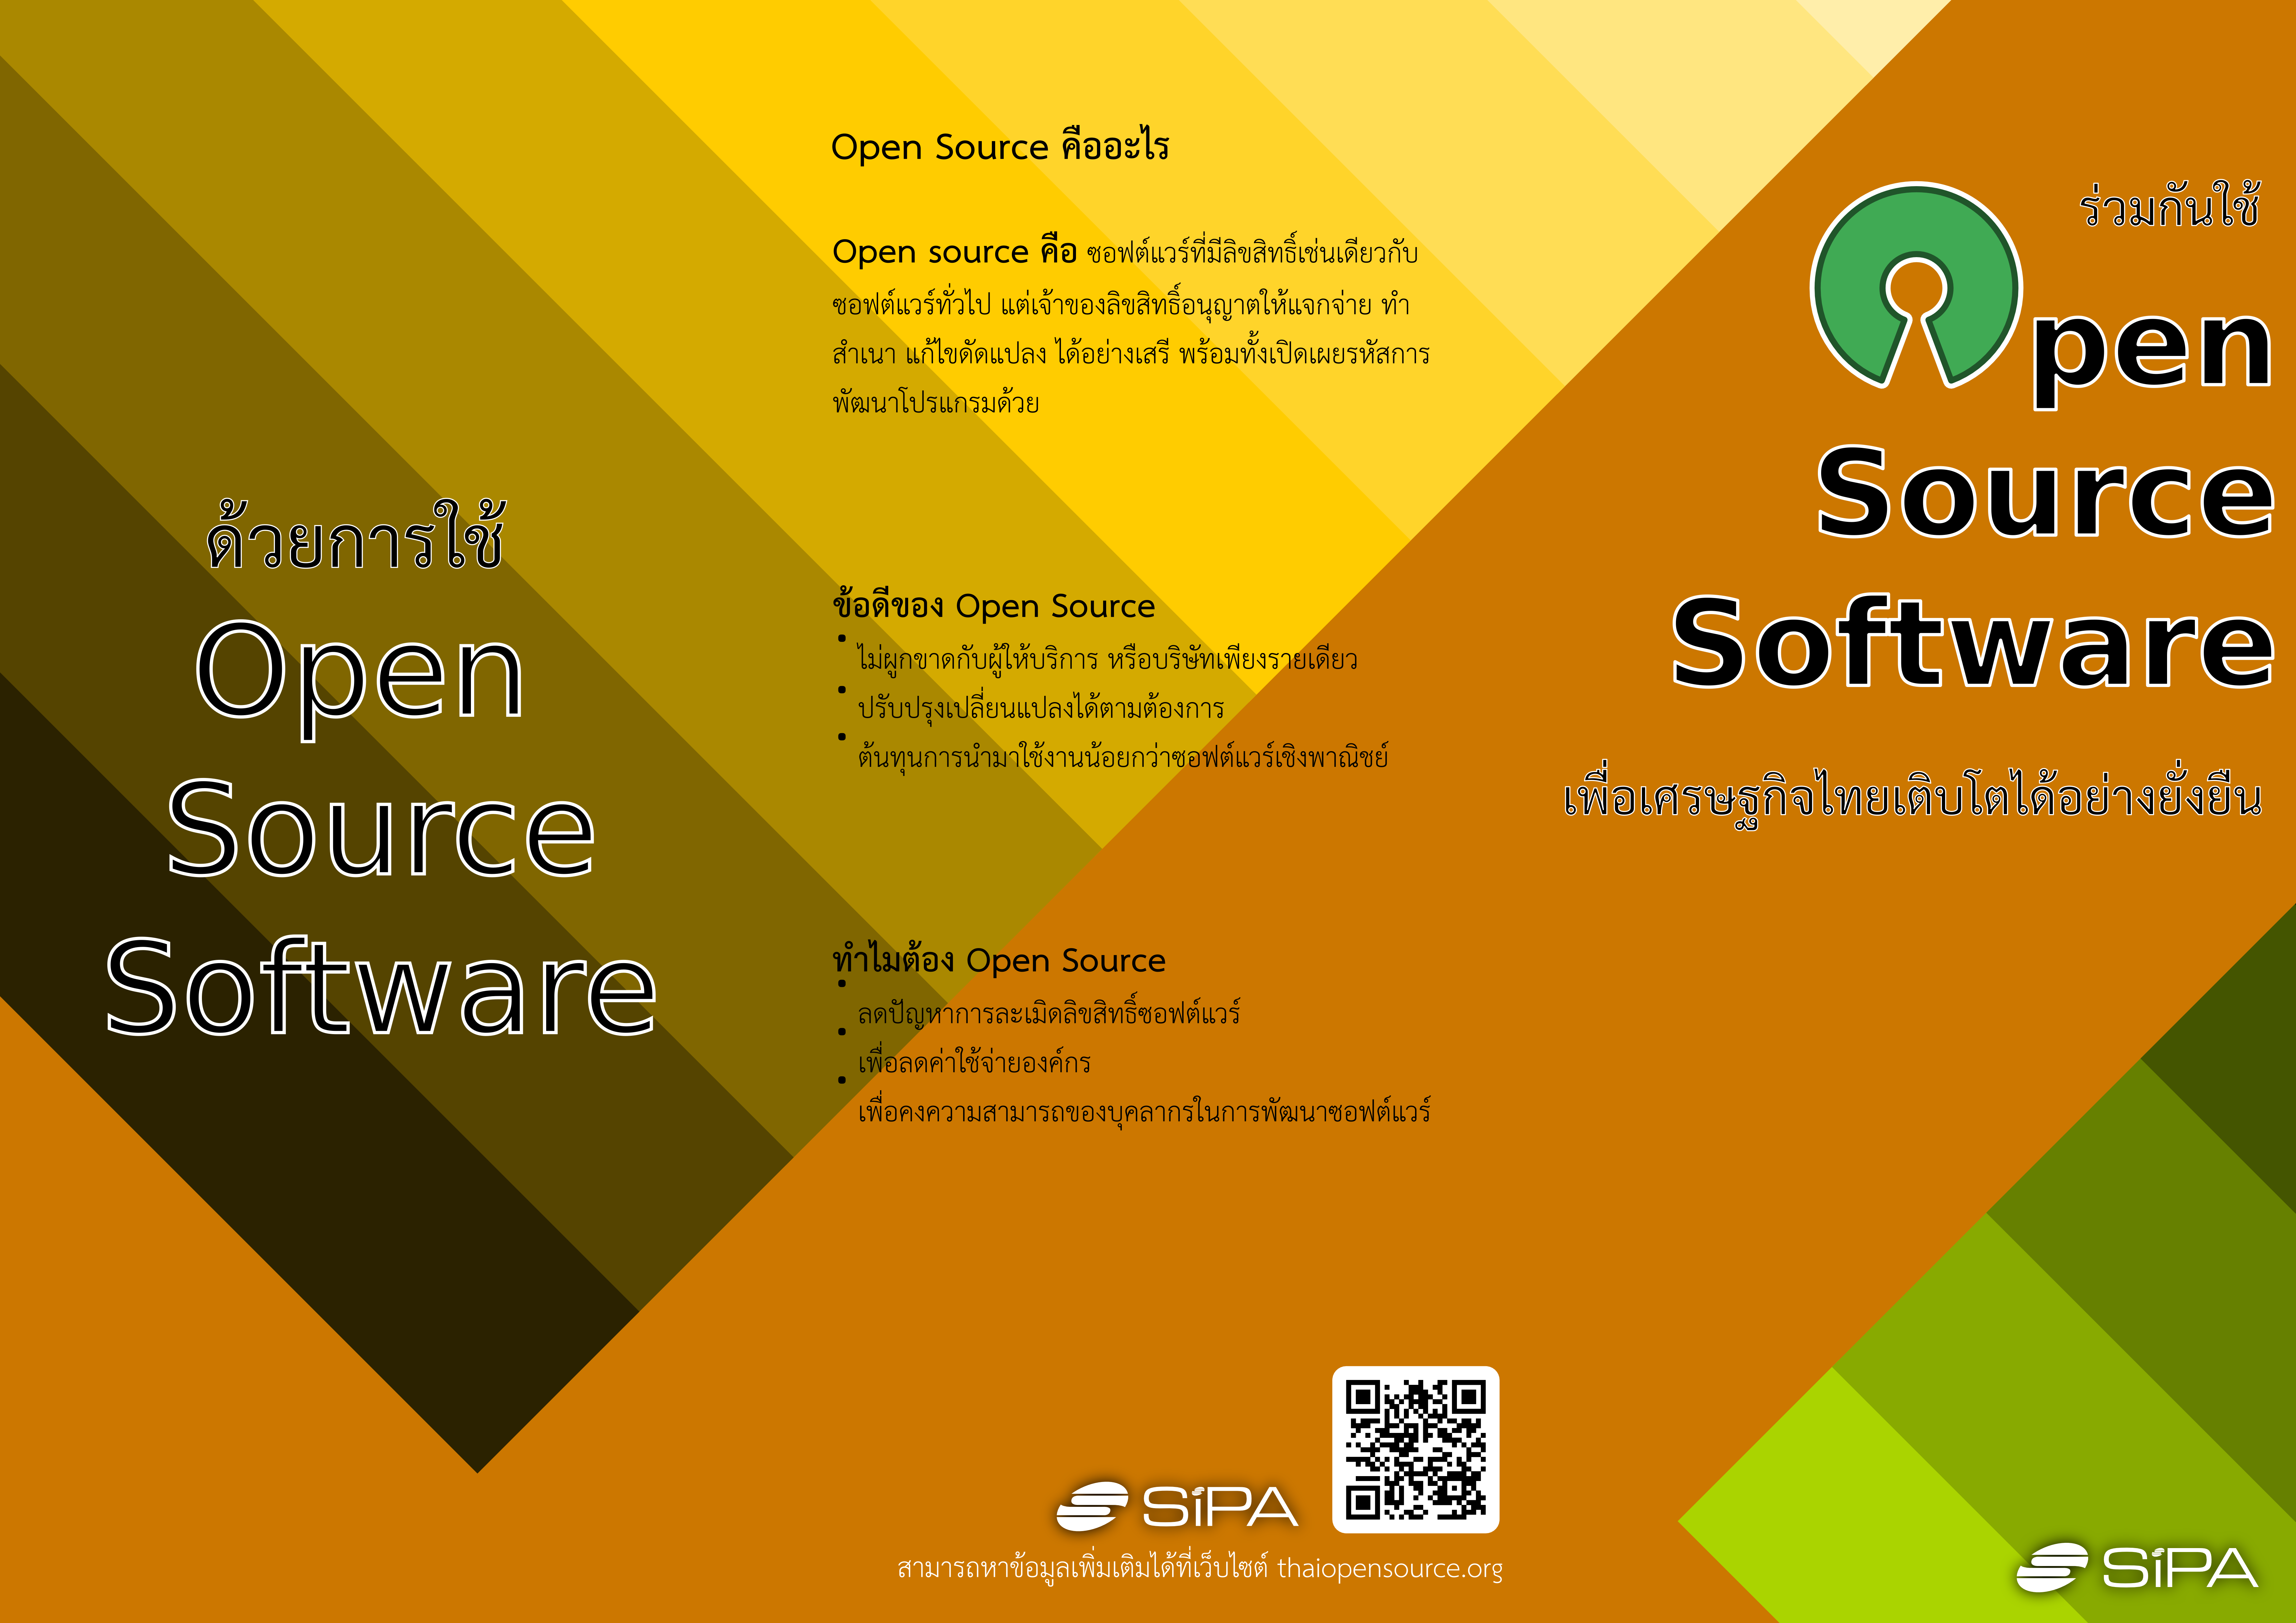 ด้วยการใช้
Open
Source
Software
Open Source คืออะไร
Open source คือ ซอฟต์แวร์ที่มีลิขสิทธิ์เช่นเดียวกับ
ซอฟต์แวร์ทั่วไป แต่เจ้าของลิขสิทธิ์อนุญาตให้แจกจ่าย ทำ
สำเนา แก้ไขดัดแปลง ได้อย่างเสรี พร้อมทั้งเปิดเผยรหัสการ
พัฒนาโปรแกรมด้วย
ข้อดีของ Open Source
• ไม่ผูกขาดกับผู้ให้บริการ หรือบริษัทเพียงรายเดียว
• ปรับปรุงเปลี่ยนแปลงได้ตามต้องการ
• ต้นทุนการนำมาใช้งานน้อยกว่าซอฟต์แวร์เชิงพาณิชย์
ทำไมต้อง Open Source
• ลดปัญหาการละเมิดลิขสิทธิ์ซอฟต์แวร์
• เพื่อลดค่าใช้จ่ายองค์กร
• เพื่อคงความสามารถของบุคลากรในการพัฒนาซอฟต์แวร์
SiPA
สามารถหาข้อมูลเพิ่มเติมได้ที่เว็บไซต์ thaiopensource.org
ร่วมกันใช้
Open
Source
Software
เพื่อเศรษฐกิจไทยเติบโตได้อย่างยั่งยืน
SiPA